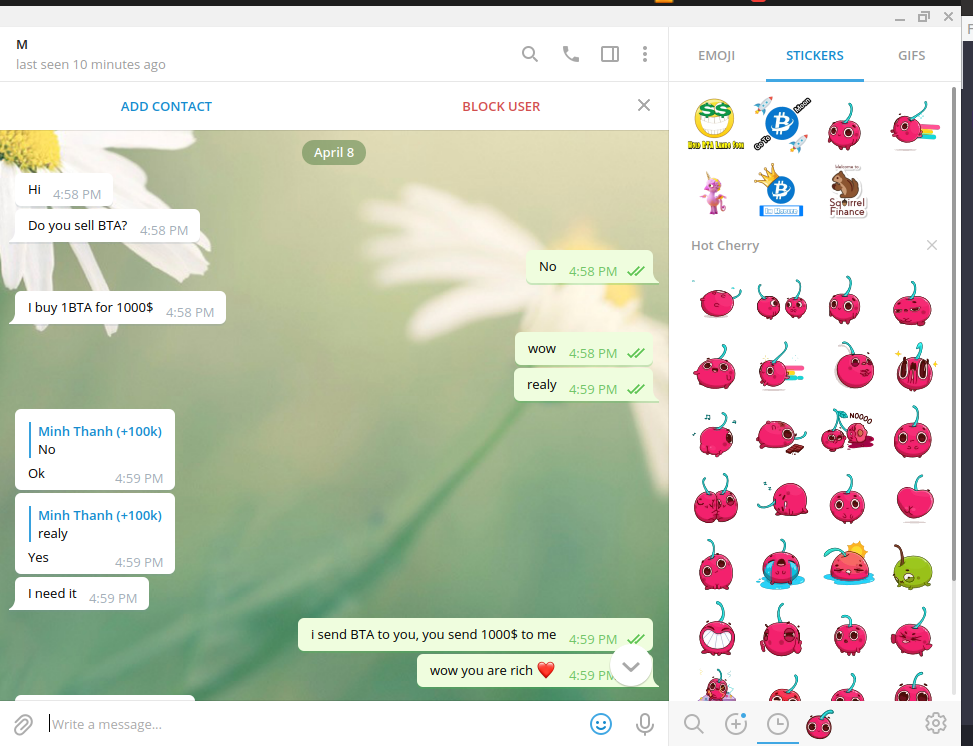 M
last seen 10 minutes ago
ADD CONTACT
BLOCK USER
April 8
Hi 4:58 PM
Do you sell BTA? 4:58 PM
No 4:58 PM
I buy 1BTA for 1000$ 4:58 PM
wow 4:58 PM
realy 4:59 PM
Minh Thanh (+100k)
No
Ok 4:59 PM
Minh Thanh (+100k)
realy
Yes 4:59 PM
I need it 4:59 PM
i send BTA to you, you send 1000$ to me 4:59 PM
wow you are rich ❤️ 4:59 PM
Write a message...
EMOJI
STICKERS
GIFS
Moon
Go to
Welcome to
Squirrel
Finance
Hot Cherry
NOOOO